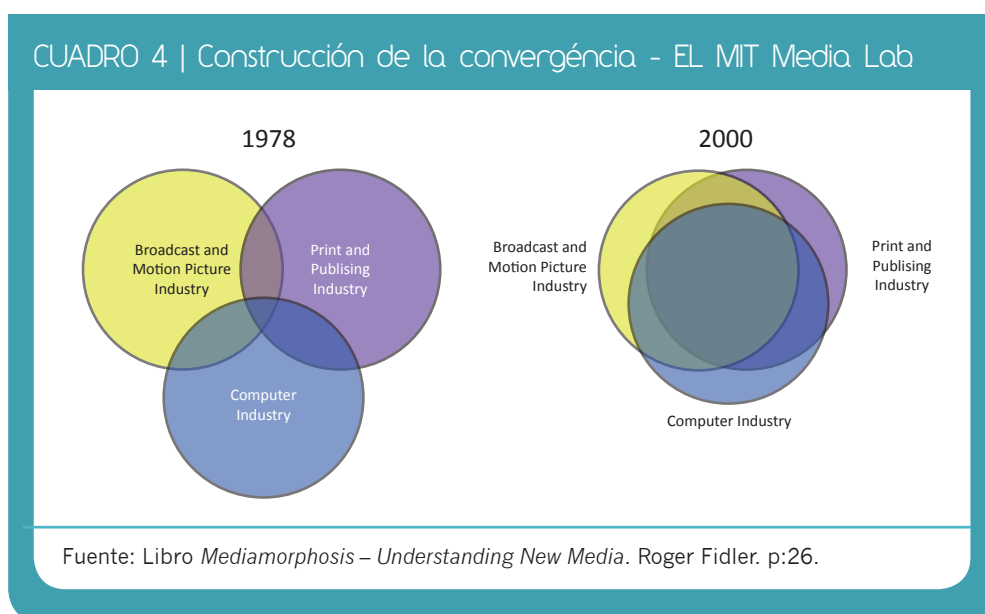 CUADRO 4 | Construcción de la convergéncia - EL MIT Media Lab
1978
Broadcast and
Motion Picture
Industry
Print and
Publising
Industry
Computer
Industry
2000
Broadcast and
Motion Picture
Industry
Print and
Publising
Industry
Computer Industry
Fuente: Libro Mediamorphosis – Understanding New Media. Roger Fidler. p:26.